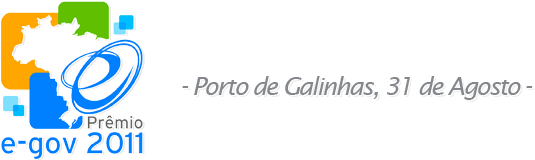 Prêmio
e-gov 2011
- Porto de Galinhas, 31 de Agosto -